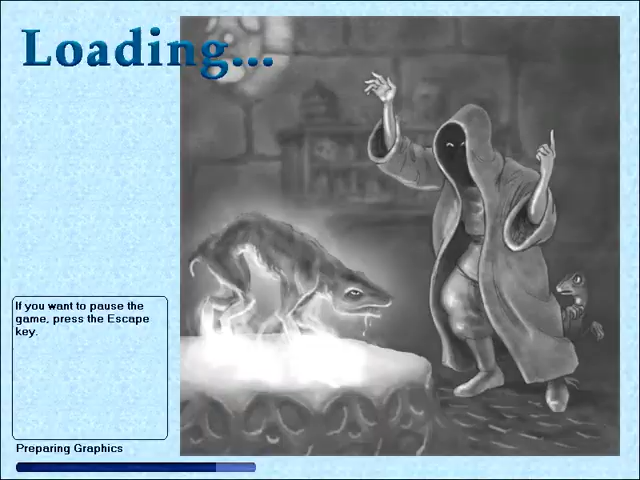 Loading...
If you want to pause the
game, press the Escape
key.
Preparing Graphics